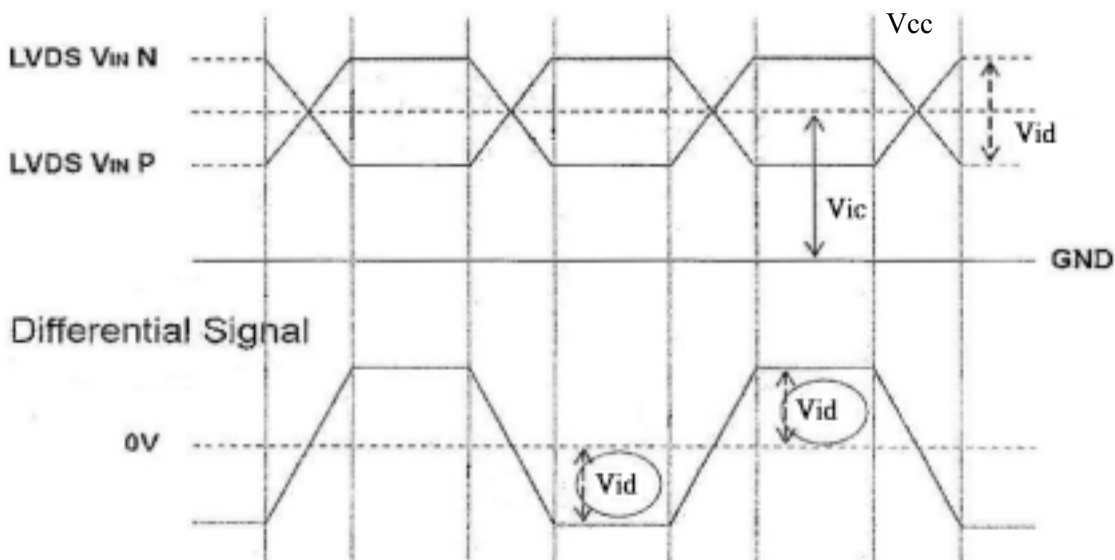 Vcc
LVDS VIN N
Vid
LVDS VIN P
Vic
GND
Differential Signal
Vid
0V
Vid